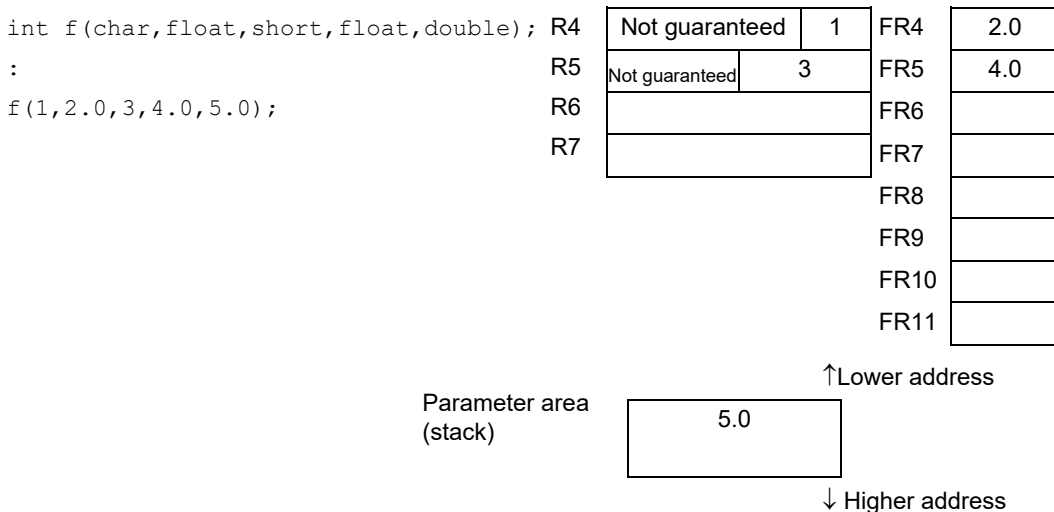 int f(char,float,short,float,double); R4 Not guaranteed 1 FR4 2.0
: R5 Not guaranteed 3 FR5 4.0
f(1,2.0,3,4.0,5.0); R6 FR6
R7 FR7
FR8
FR9
FR10
FR11
↑Lower address
Parameter area
(stack)
5.0
↓ Higher address